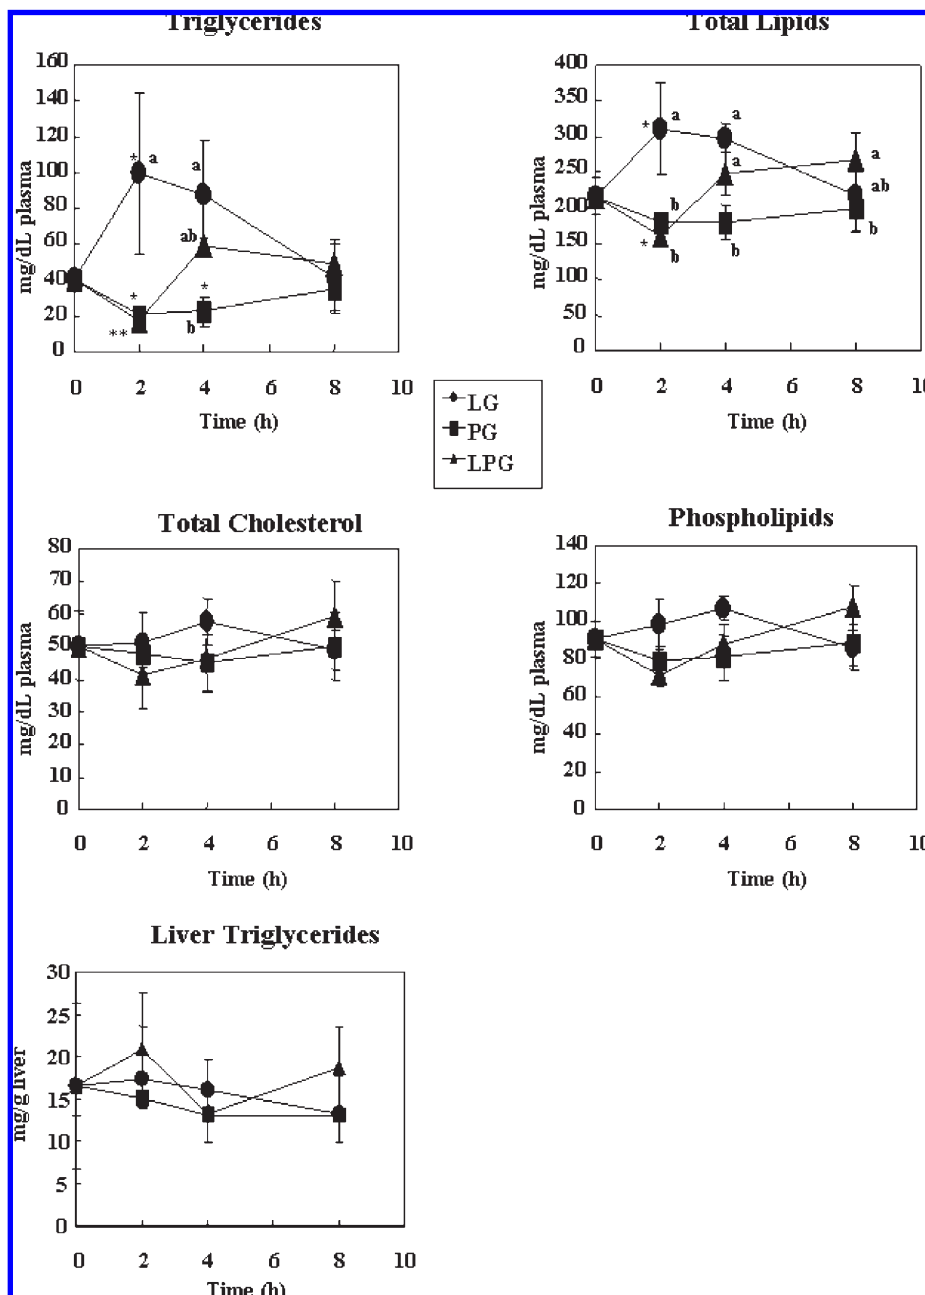 Triglycerides
160
140
120
100
80
60
40
20
0
mg/dL plasma
* a
a
ab
*
*
**
b
0 2 4 6 8 10
Time (h)
Total Lipids
400
350
300
250
200
150
100
50
0
mg/dL plasma
* a
a
a
a
b
ab
* b
b
b
0 2 4 6 8 10
Time (h)
LG
PG
LPG
Total Cholesterol
80
70
60
50
40
30
20
10
0
mg/dL plasma
0 2 4 6 8 10
Time (h)
Phospholipids
140
120
100
80
60
40
20
0
mg/dL plasma
0 2 4 6 8 10
Time (h)
Liver Triglycerides
30
25
20
15
10
5
0
mg/g liver
0 2 4 6 8 10
Time (h)